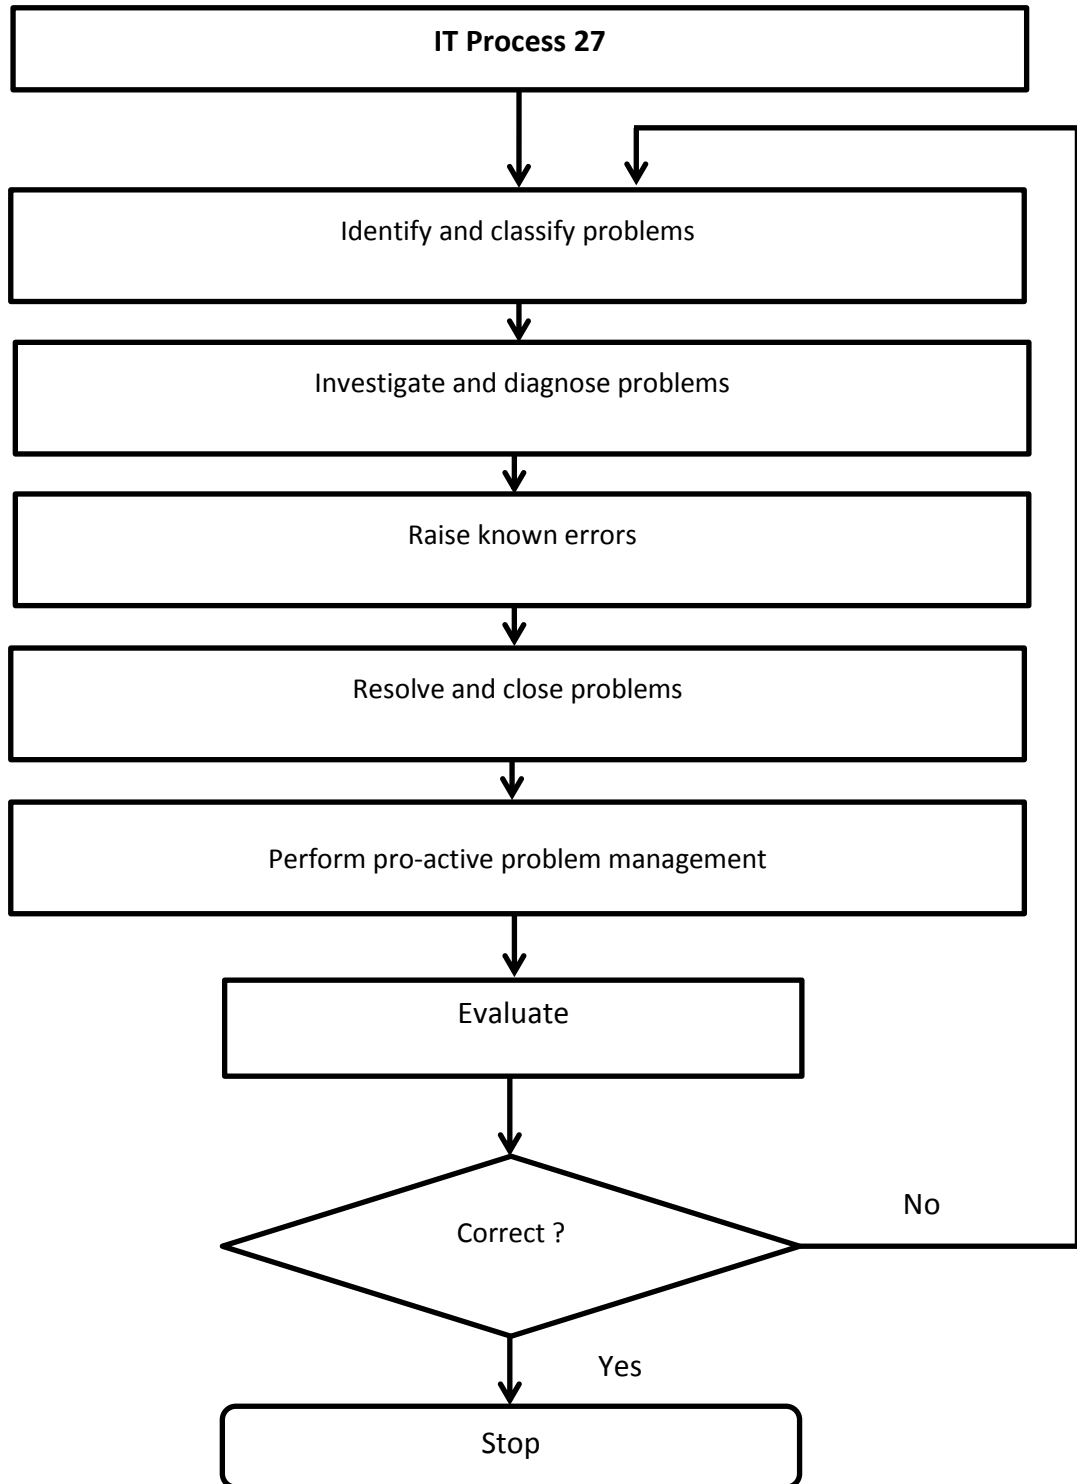 IT Process 27
Identify and classify problems
Investigate and diagnose problems
Raise known errors
Resolve and close problems
Perform pro-active problem management
Evaluate
Correct ?
No
Yes
Stop